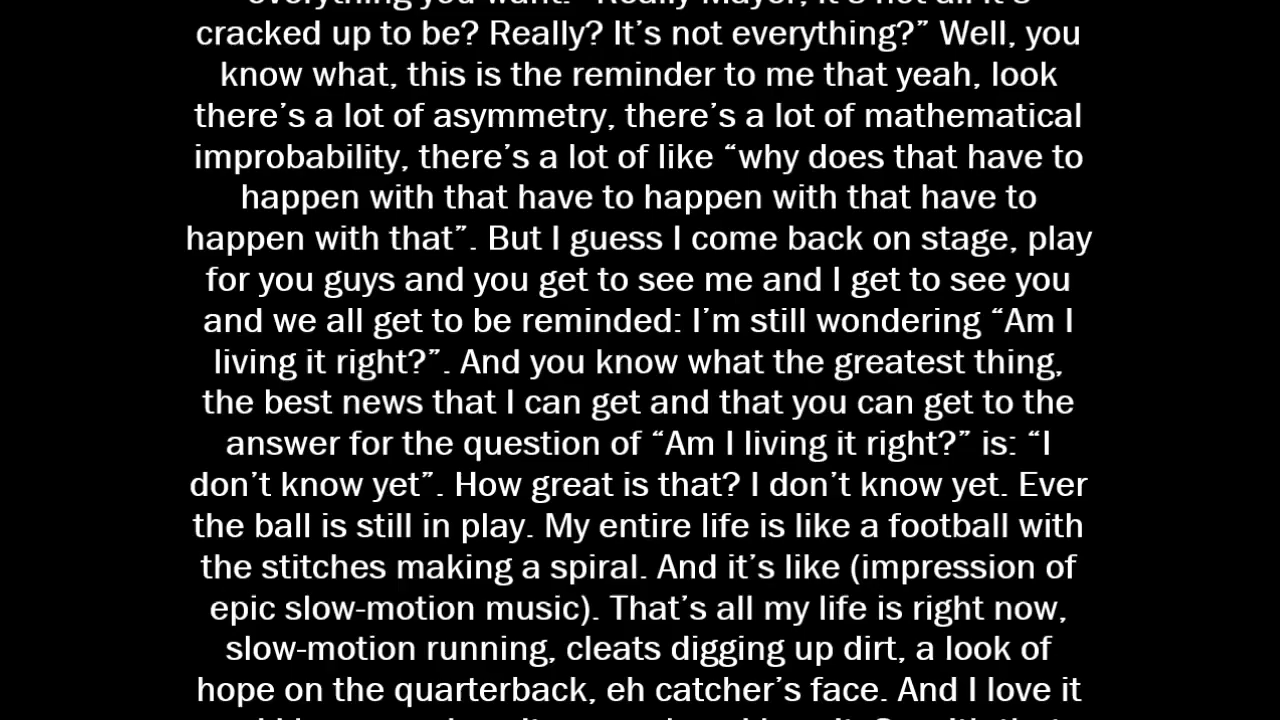 everything you want. “Really Mayer, it’s not all it’s
cracked up to be? Really? It’s not everything?” Well, you
know what, this is the reminder to me that yeah, look
there’s a lot of asymmetry, there’s a lot of mathematical
improbability, there’s a lot of like “why does that have to
happen with that have to happen with that have to
happen with that”. But I guess I come back on stage, play
for you guys and you get to see me and I get to see you
and we all get to be reminded: I’m still wondering “Am I
living it right?”. And you know what the greatest thing,
the best news that I can get and that you can get to the
answer for the question of “Am I living it right?” is: “I
don’t know yet”. How great is that? I don’t know yet. Ever
the ball is still in play. My entire life is like a football with
the stitches making a spiral. And it’s like (impression of
epic slow-motion music). That’s all my life is right now,
slow-motion running, cleats digging up dirt, a look of
hope on the quarterback, eh catcher’s face. And I love it